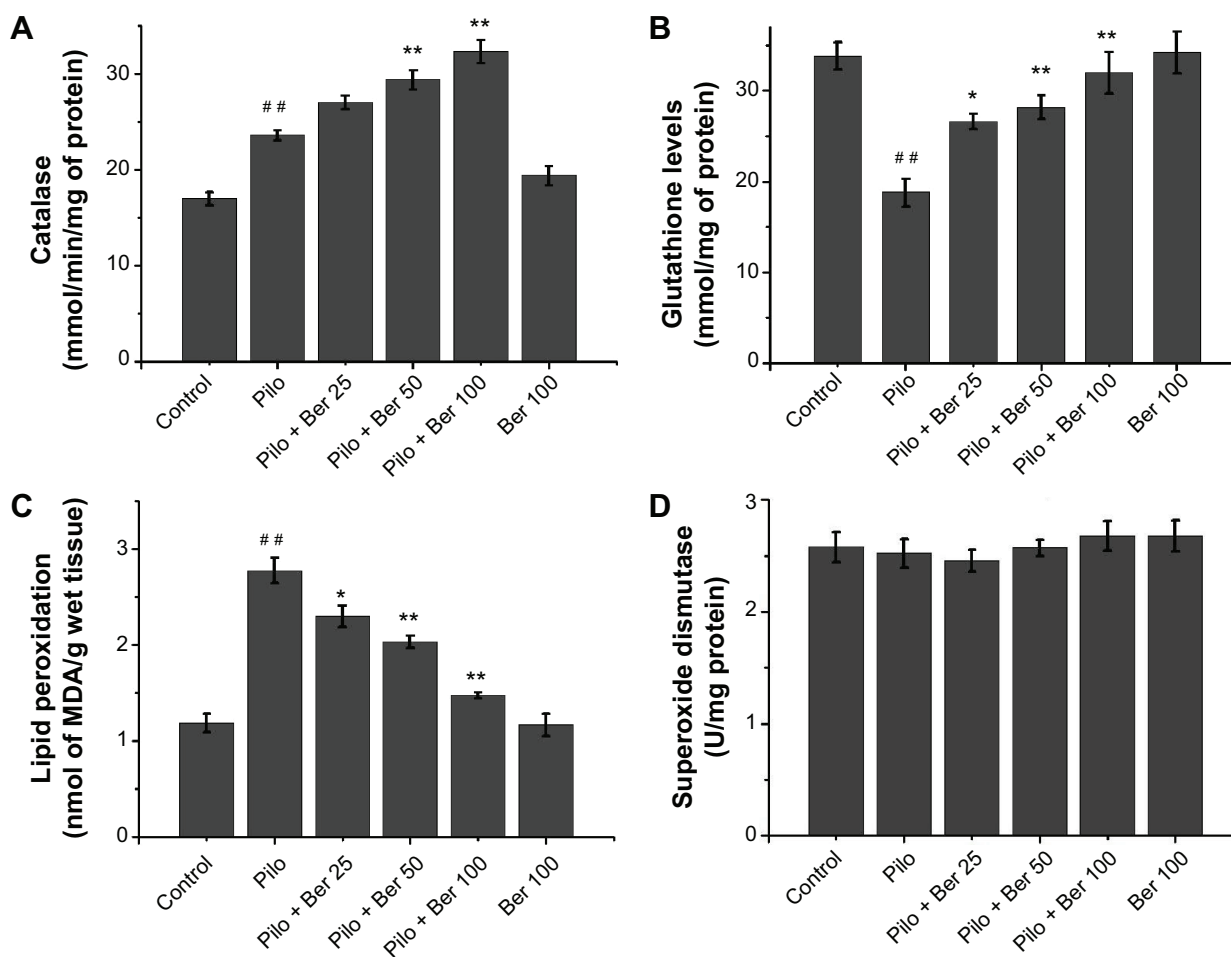 A
Catalase
(mmol/min/mg of protein)
30
20
10
0
# #
**
**
Control
Pilo
Pilo + Ber 25
Pilo + Ber 50
Pilo + Ber 100
Ber 100
B
Glutathione levels
(mmol/mg of protein)
30
20
10
0
# #
*
**
**
Control
Pilo
Pilo + Ber 25
Pilo + Ber 50
Pilo + Ber 100
Ber 100
C
Lipid peroxidation
(nmol of MDA/g wet tissue)
3
2
1
0
# #
*
**
**
Control
Pilo
Pilo + Ber 25
Pilo + Ber 50
Pilo + Ber 100
Ber 100
D
Superoxide dismutase
(U/mg protein)
3
2
1
0
Control
Pilo
Pilo + Ber 25
Pilo + Ber 50
Pilo + Ber 100
Ber 100